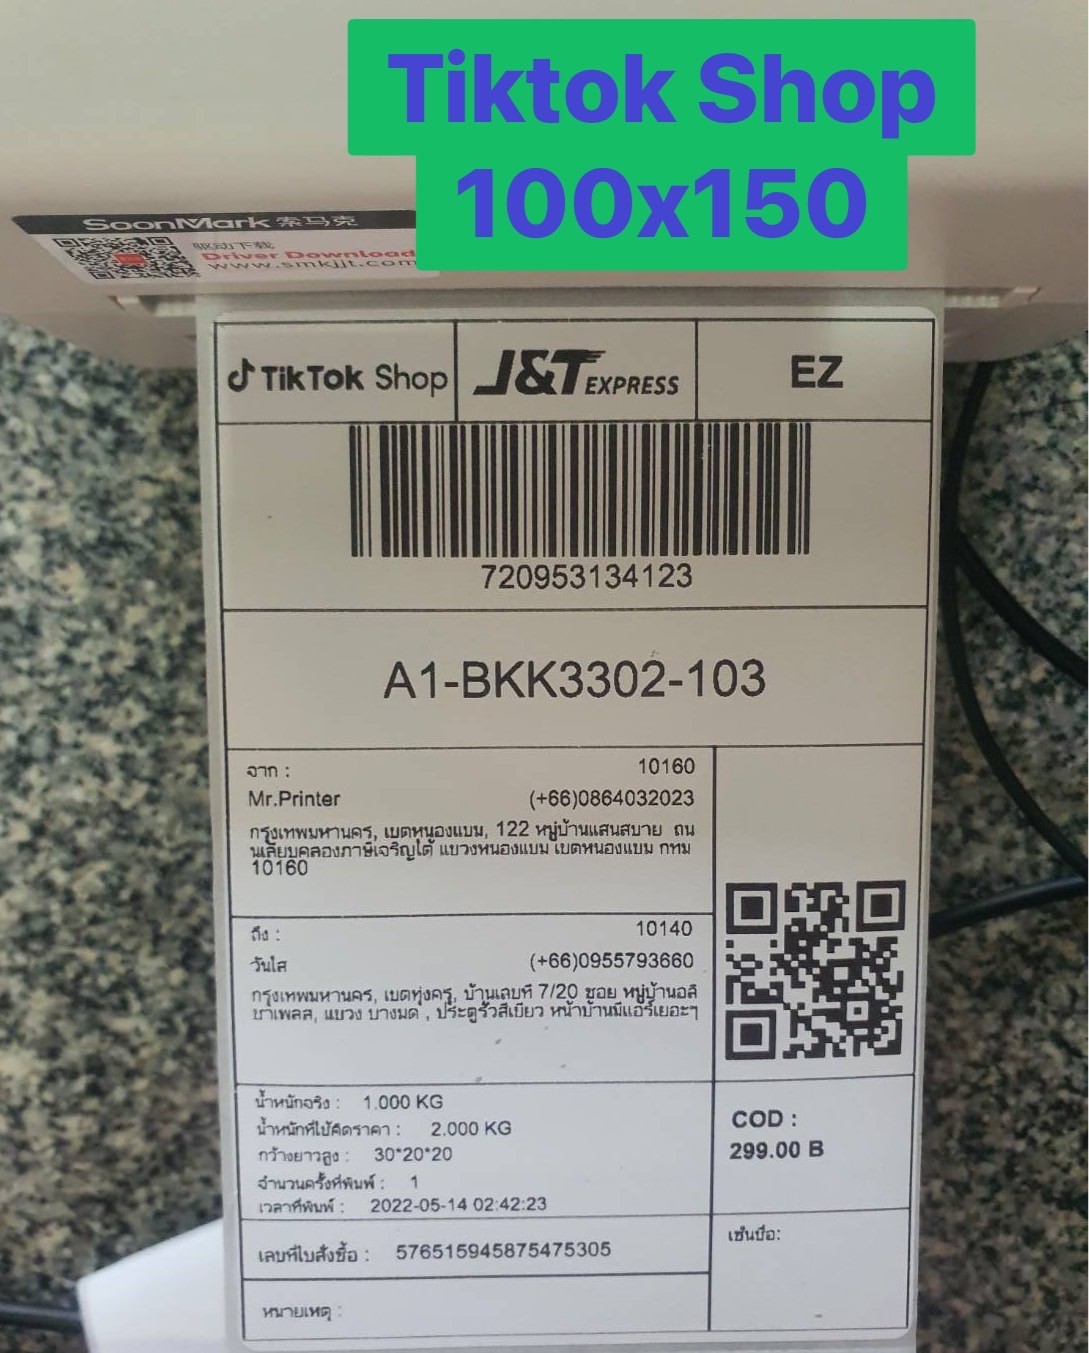 Tiktok Shop
100x150
SoonMark 索马克
驱动下载
Driver Download
www.smkjjt.com
TikTok Shop
J&T EXPRESS
EZ
720953134123
A1-BKK3302-103
จาก : 10160
Mr.Printer (+66)0864032023
กรุงเทพมหานคร, เขตหนองแขม, 122 หมู่บ้านแสนสบาย ถน
นเลียบคลองภาษีเจริญใต้ แขวงหนองแขม เขตหนองแขม กทม
10160
ถึง : 10140
วันใส (+66)0955793660
กรุงเทพมหานคร, เขตทุ่งครุ, บ้านเลขที่ 7/20 ซอย หมู่บ้านอลิ
ชาเพลส, แขวง บางมด , ประตูรั้วสีเขียว หน้าบ้านมีแอร์เยอะๆ
น้ำหนักจริง : 1.000 KG
น้ำหนักที่ใช้คิดราคา : 2.000 KG
กว้างยาวสูง : 30*20*20
จำนวนครั้งที่พิมพ์ : 1
เวลาที่พิมพ์ : 2022-05-14 02:42:23
COD :
299.00 B
เลขที่ใบสั่งซื้อ : 576515945875475305
เซ็นชื่อ:
หมายเหตุ :